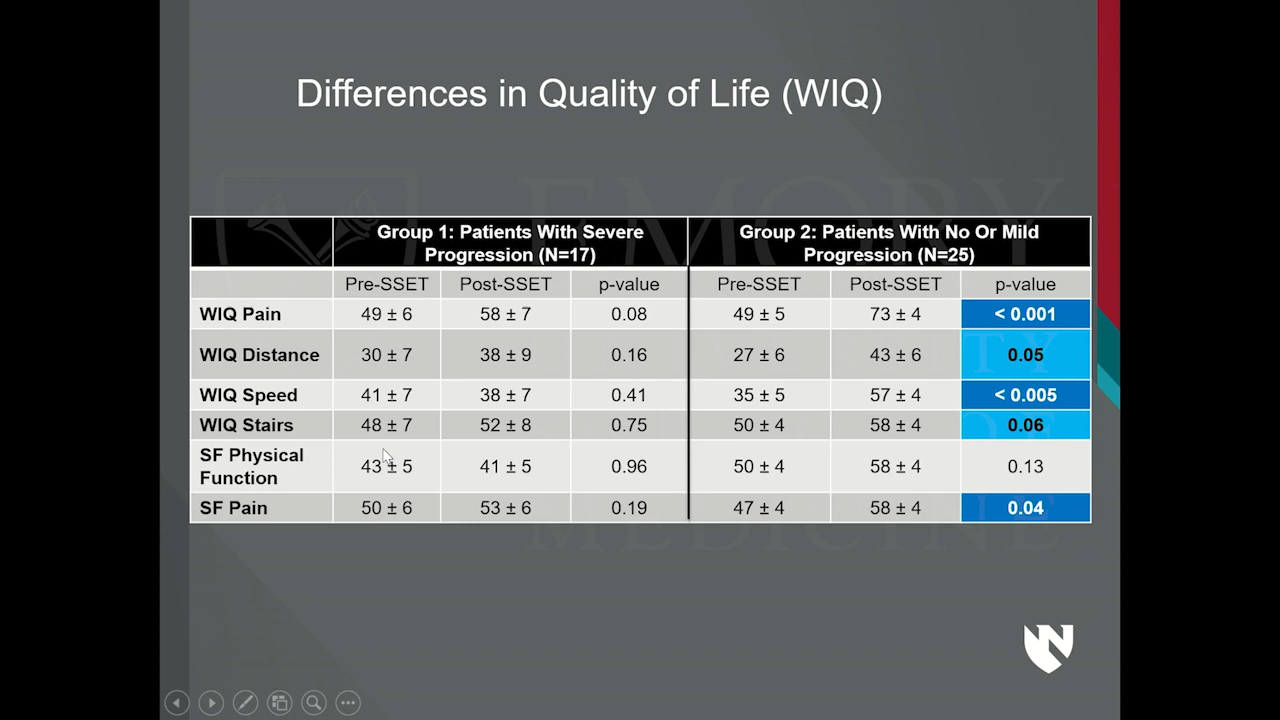 Differences in Quality of Life (WIQ)
Group 1: Patients With Severe Progression (N=17) Group 2: Patients With No Or Mild Progression (N=25)
Pre-SSET Post-SSET p-value Pre-SSET Post-SSET p-value
WIQ Pain 49 ± 6 58 ± 7 0.08 49 ± 5 73 ± 4 < 0.001
WIQ Distance 30 ± 7 38 ± 9 0.16 27 ± 6 43 ± 6 0.05
WIQ Speed 41 ± 7 38 ± 7 0.41 35 ± 5 57 ± 4 < 0.005
WIQ Stairs 48 ± 7 52 ± 8 0.75 50 ± 4 58 ± 4 0.06
SF Physical Function 43 ± 5 41 ± 5 0.96 50 ± 4 58 ± 4 0.13
SF Pain 50 ± 6 53 ± 6 0.19 47 ± 4 58 ± 4 0.04
EMORY
MEDICINE